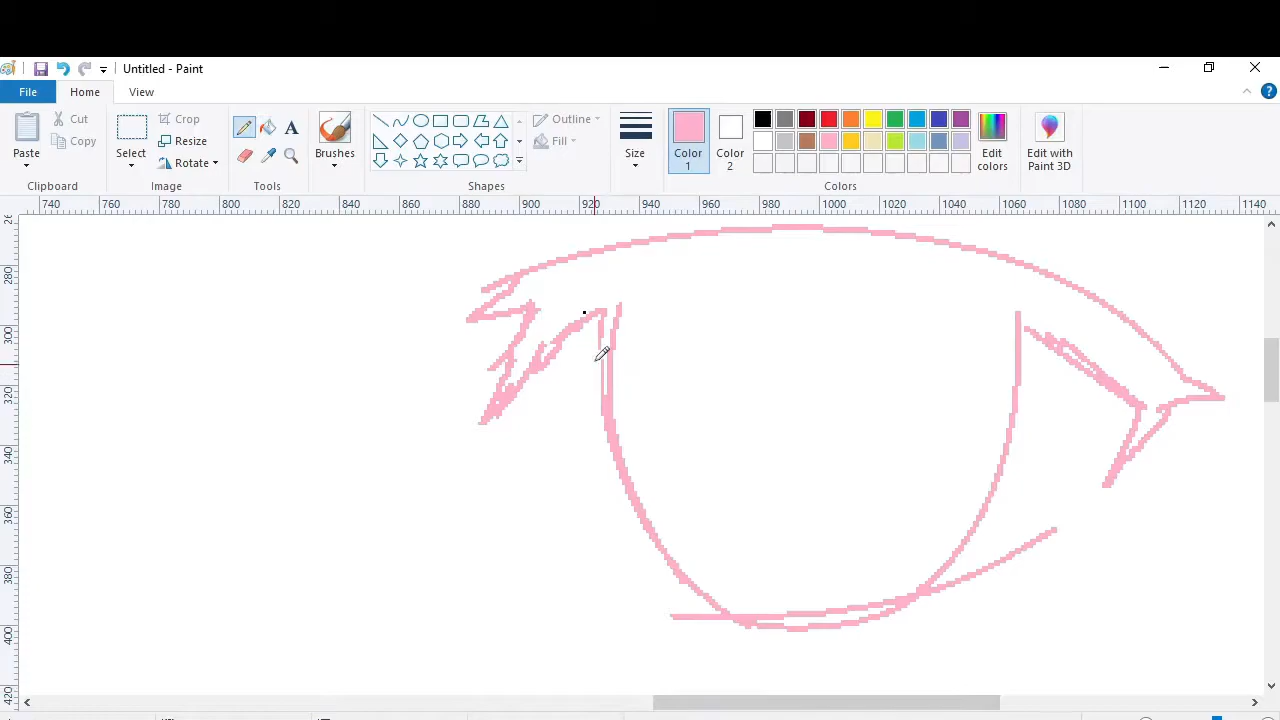 Untitled - Paint
File Home View
Paste Cut Copy Select Crop Resize Rotate A Brushes Outline Fill Size Color 1 Color 2 Edit colors Edit with Paint 3D
Clipboard Image Tools Shapes Colors
740 760 780 800 820 840 860 880 900 920 940 960 980 1000 1020 1040 1060 1080 1100 1120 1140
26
280
300
320
340
360
380
400
420